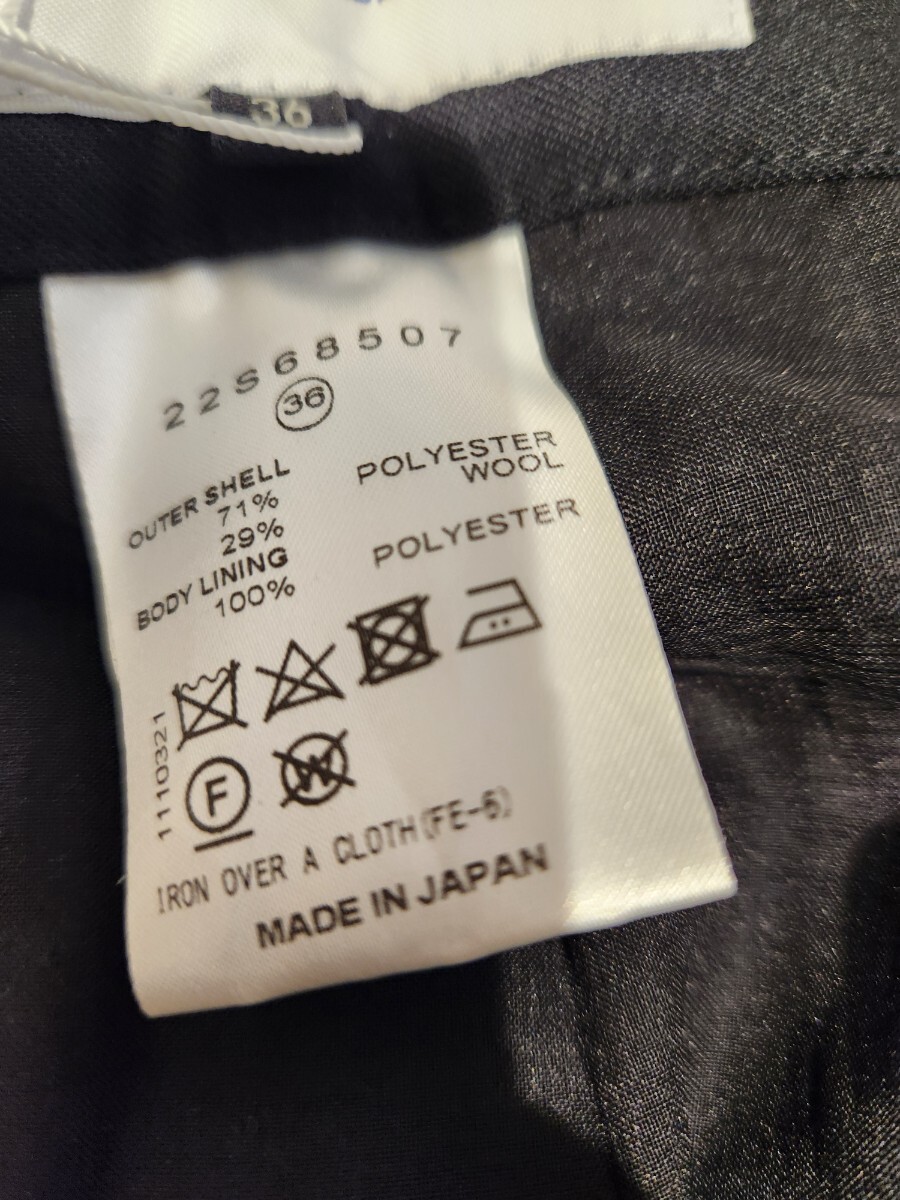 36
22S68507
36
OUTER SHELL
71% POLYESTER
29% WOOL
BODY LINING
100% POLYESTER
1110321
F
W
IRON OVER A CLOTH(FE-6)
MADE IN JAPAN